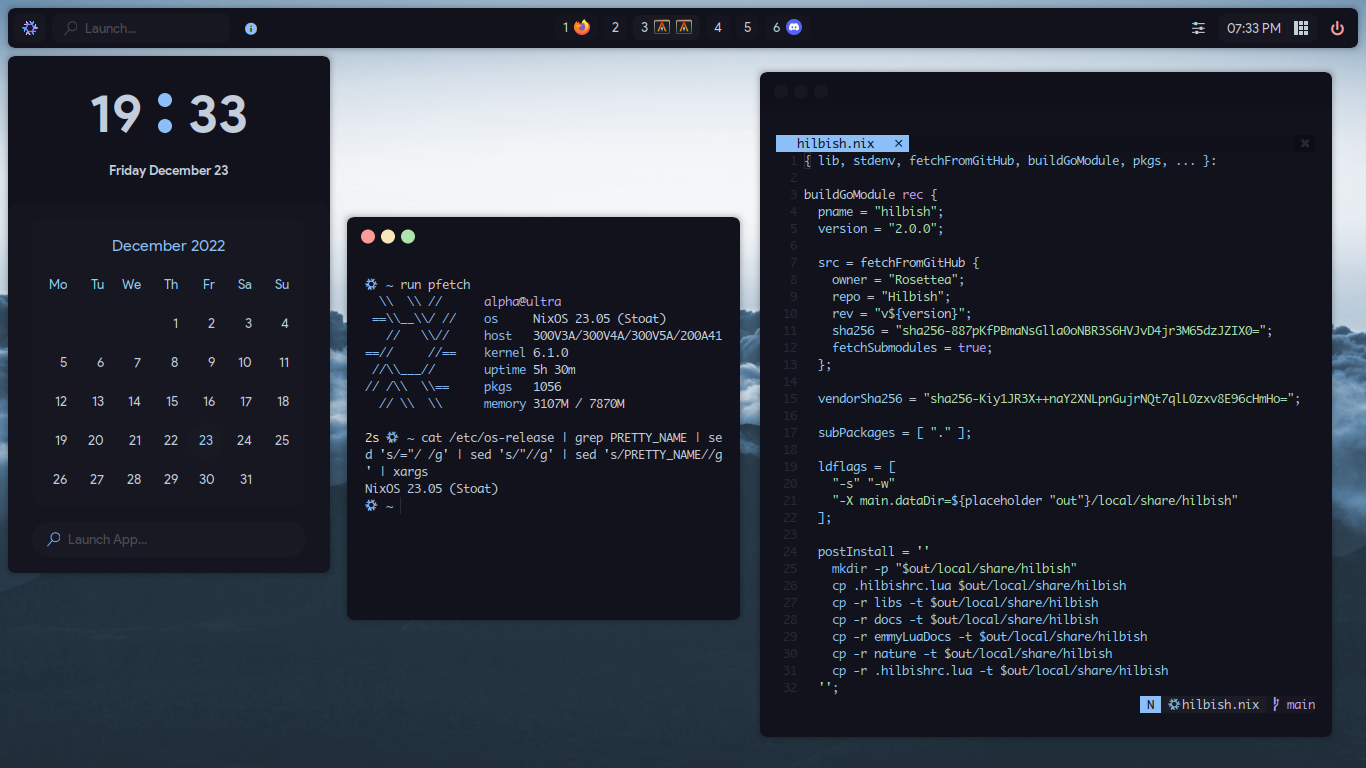 Launch...
1
2
3
4
5
6
07:33 PM
19 : 33
Friday December 23
December 2022
Mo Tu We Th Fr Sa Su
1 2 3 4
5 6 7 8 9 10 11
12 13 14 15 16 17 18
19 20 21 22 23 24 25
26 27 28 29 30 31
Launch App...
~ run pfetch
  \\  \\ //      alpha@ultra
 ==\\__\\/ //    os     NixOS 23.05 (Stoat)
   //   \\//     host   300V3A/300V4A/300V5A/200A41
==//     //==    kernel 6.1.0
 //\\___//       uptime 5h 30m
// /\\  \\==     pkgs   1056
  // \\  \\      memory 3107M / 7870M
2s ~ cat /etc/os-release | grep PRETTY_NAME | se
d 's/="/ /g' | sed 's/"//g' | sed 's/PRETTY_NAME//g
' | xargs
NixOS 23.05 (Stoat)
~
hilbish.nix ×
1 { lib, stdenv, fetchFromGitHub, buildGoModule, pkgs, ... }:
2
3 buildGoModule rec {
4   pname = "hilbish";
5   version = "2.0.0";
6
7   src = fetchFromGitHub {
8     owner = "Rosettea";
9     repo = "Hilbish";
10     rev = "v${version}";
11     sha256 = "sha256-887pKfPBmaNsGlla0oNBR3S6HVJvD4jr3M65dzJZIX0=";
12     fetchSubmodules = true;
13   };
14
15   vendorSha256 = "sha256-Kiy1JR3X++naY2XNLpnGujrNQt7qlL0zxv8E96cHmHo=";
16
17   subPackages = [ "." ];
18
19   ldflags = [
20     "-s" "-w"
21     "-X main.dataDir=${placeholder "out"}/local/share/hilbish"
22   ];
23
24   postInstall = ''
25     mkdir -p "$out/local/share/hilbish"
26     cp .hilbishrc.lua $out/local/share/hilbish
27     cp -r libs -t $out/local/share/hilbish
28     cp -r docs -t $out/local/share/hilbish
29     cp -r emmyLuaDocs -t $out/local/share/hilbish
30     cp -r nature -t $out/local/share/hilbish
31     cp -r .hilbishrc.lua -t $out/local/share/hilbish
32   '';
N hilbish.nix main